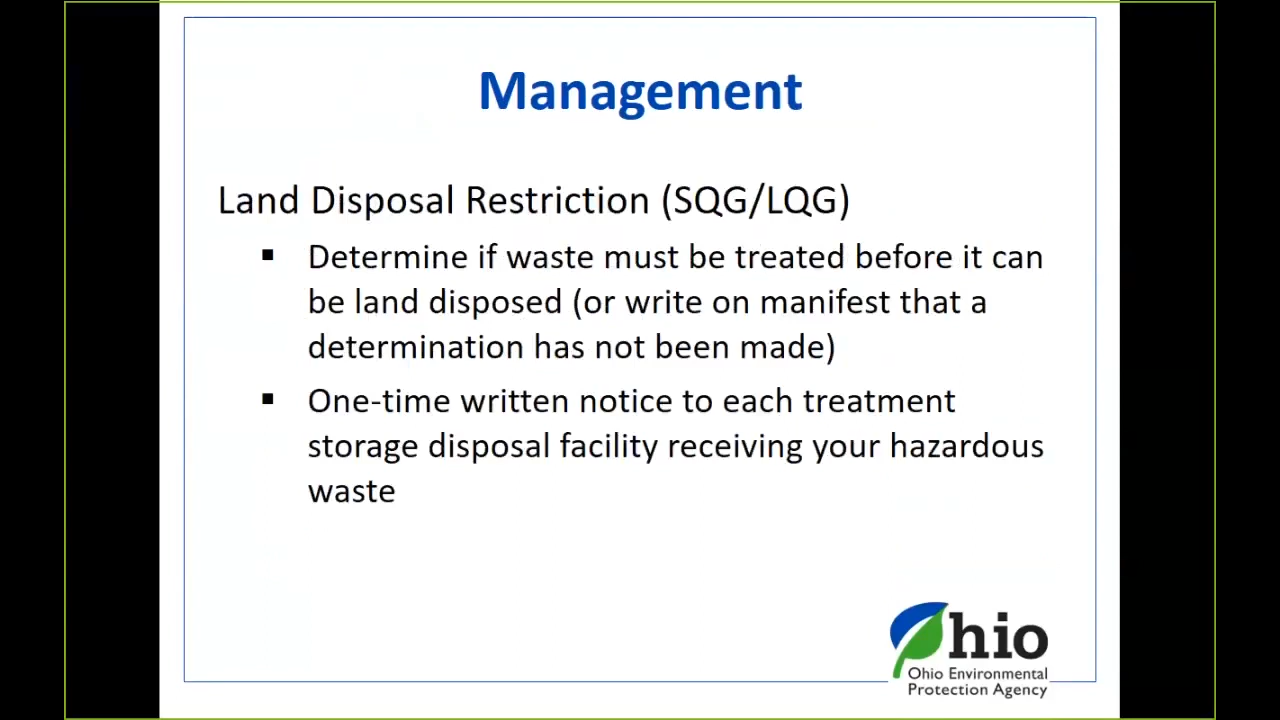 Management
Land Disposal Restriction (SQG/LQG)
▪ Determine if waste must be treated before it can
be land disposed (or write on manifest that a
determination has not been made)
▪ One-time written notice to each treatment
storage disposal facility receiving your hazardous
waste
Ohio
Ohio Environmental
Protection Agency